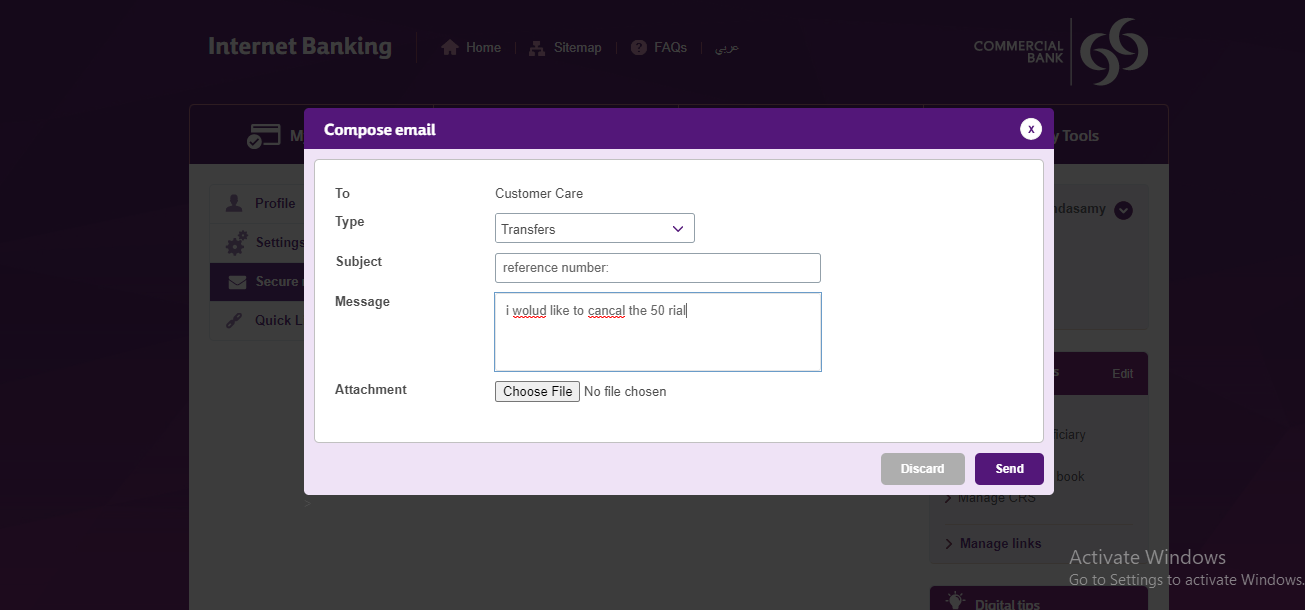 Internet Banking
Home
Sitemap
FAQs
عربي
COMMERCIAL
BANK
M
y Tools
Compose email
x
To
Customer Care
Type
Transfers
Subject
reference number:
Message
i wolud like to cancal the 50 rial
Attachment
Choose File No file chosen
Discard
Send
Profile
Settings
Secure
Quick L
ndasamy
s
Edit
ficiary
book
Manage CRS
Manage links
Digital tips
Activate Windows
Go to Settings to activate Windows.